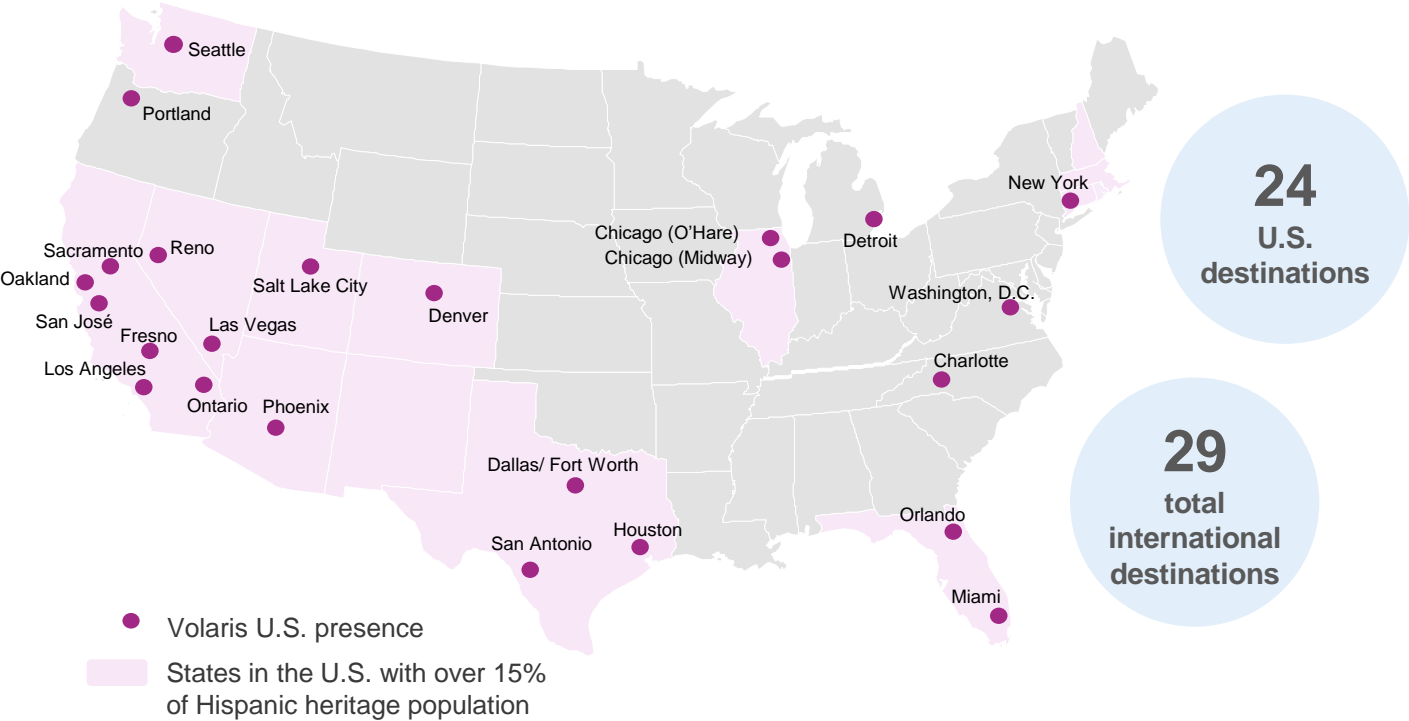 Seattle
Portland
New York
Chicago (O'Hare)
Detroit
Sacramento
Reno
Chicago (Midway)
Oakland
Salt Lake City
Washington, D.C.
San José
Las Vegas
Denver
Fresno
Los Angeles
Charlotte
Ontario
Phoenix
Dallas/ Fort Worth
Orlando
Houston
San Antonio
Miami
24
U.S.
destinations
29
total
international
destinations
Volaris U.S. presence
States in the U.S. with over 15%
of Hispanic heritage population